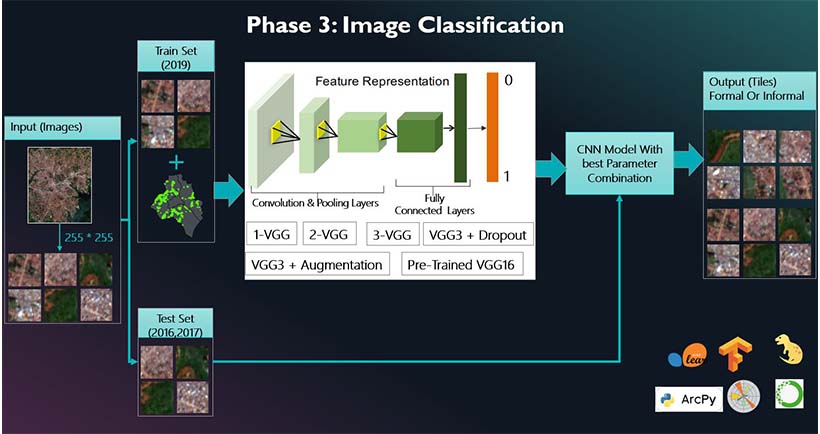 Phase 3: Image Classification
Input (Images)
255 * 255
Train Set
(2019)
+
Test Set
(2016,2017)
Feature Representation
0
1
Convolution & Pooling Layers
Fully
Connected Layers
1-VGG
2-VGG
3-VGG
VGG3 + Dropout
VGG3 + Augmentation
Pre-Trained VGG16
CNN Model With
best Parameter
Combination
Output (Tiles)
Formal Or Informal
lear
ArcPy